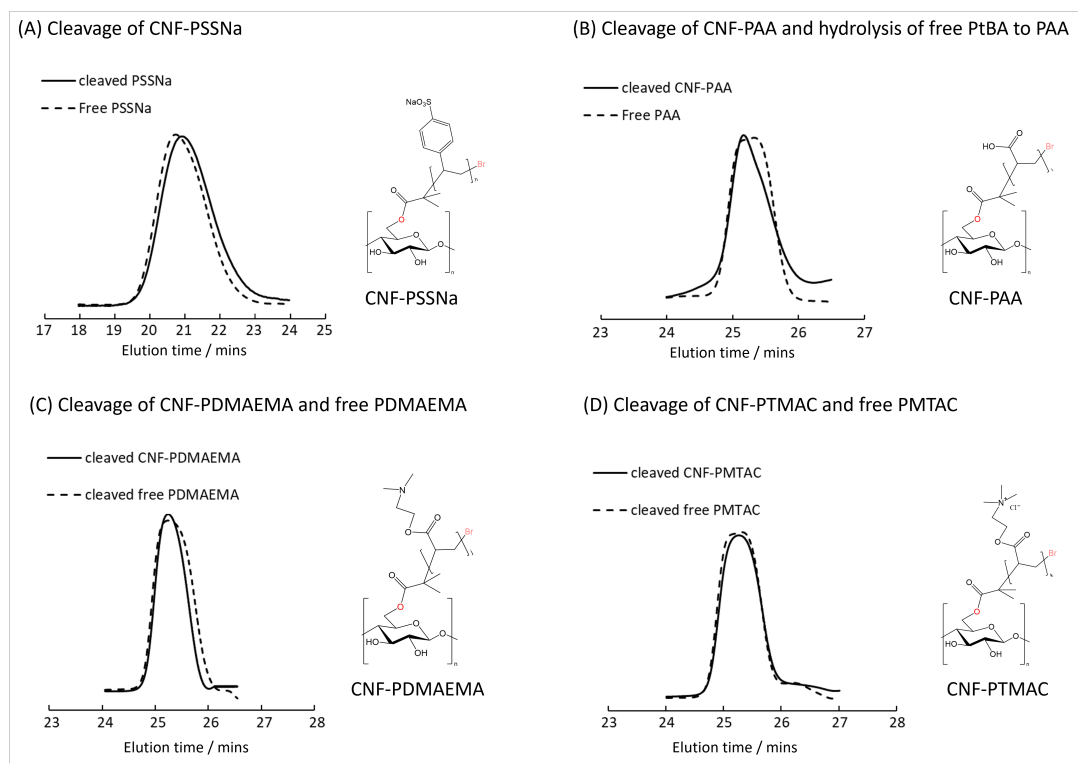 (A) Cleavage of CNF-PSSNa
cleaved PSSNa
Free PSSNa
NaO3S
Br
n
O
O
O
O
HO
OH
n
CNF-PSSNa
17 18 19 20 21 22 23 24 25
Elution time / mins
(B) Cleavage of CNF-PAA and hydrolysis of free PtBA to PAA
cleaved CNF-PAA
Free PAA
O
HO
Br
n
O
O
O
O
HO
OH
n
CNF-PAA
23 24 25 26 27
Elution time / mins
(C) Cleavage of CNF-PDMAEMA and free PDMAEMA
cleaved CNF-PDMAEMA
cleaved free PDMAEMA
N
O
O
Br
O
O
O
O
HO
OH
n
CNF-PDMAEMA
23 24 25 26 27 28
Elution time / mins
(D) Cleavage of CNF-PTMAC and free PMTAC
cleaved CNF-PMTAC
cleaved free PMTAC
N+
Cl-
O
O
Br
O
O
O
O
HO
OH
n
CNF-PTMAC
23 24 25 26 27 28
Elution time / mins